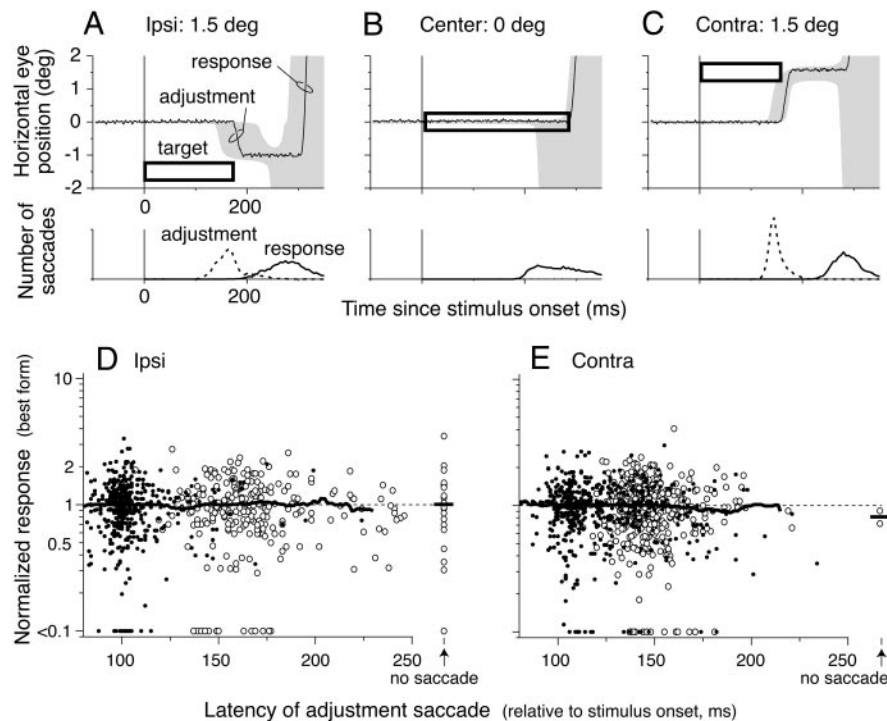 A Ipsi: 1.5 deg
B Center: 0 deg
C Contra: 1.5 deg
Horizontal eye
position (deg)
2
1
0
-1
-2
response
adjustment
target
0 200
Number of
saccades
adjustment
response
0 200
Time since stimulus onset (ms)
D Ipsi
E Contra
Normalized response (best form)
10
2
1
0.5
<0.1
100 150 200 250
no saccade
100 150 200 250
no saccade
Latency of adjustment saccade (relative to stimulus onset, ms)